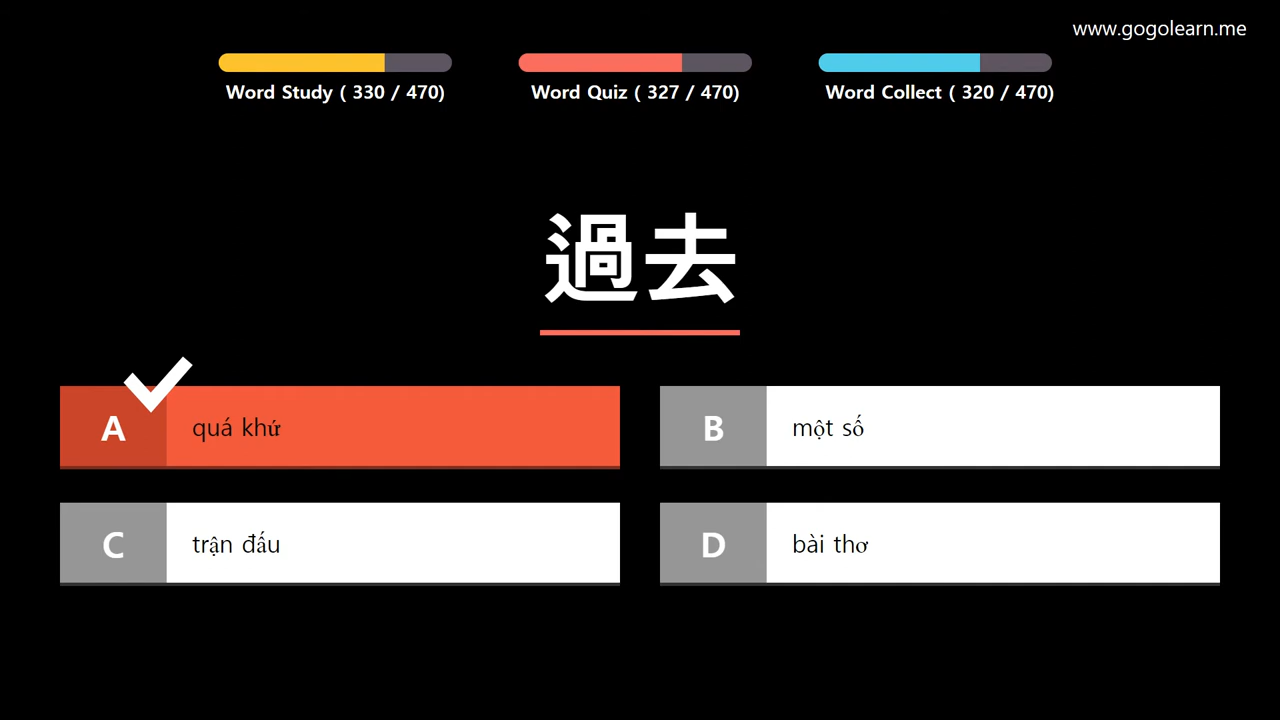 www.gogolearn.me
Word Study ( 330 / 470)
Word Quiz ( 327 / 470)
Word Collect ( 320 / 470)
過去
A quá khứ
B một số
C trận đấu
D bài thơ